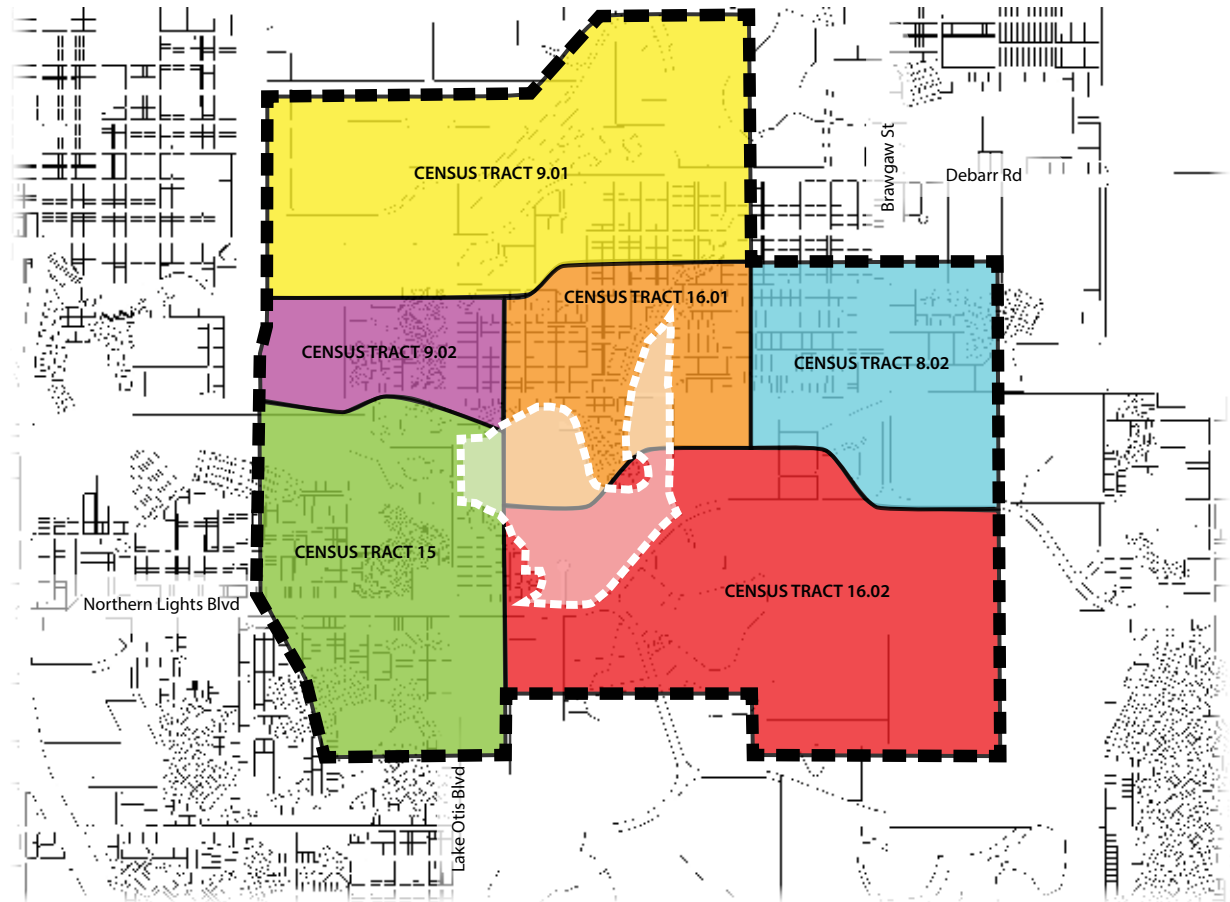 CENSUS TRACT 9.01
Brawgaw St
Debarr Rd
CENSUS TRACT 16.01
CENSUS TRACT 9.02
CENSUS TRACT 8.02
CENSUS TRACT 15
CENSUS TRACT 16.02
Northern Lights Blvd
Lake Otis Blvd